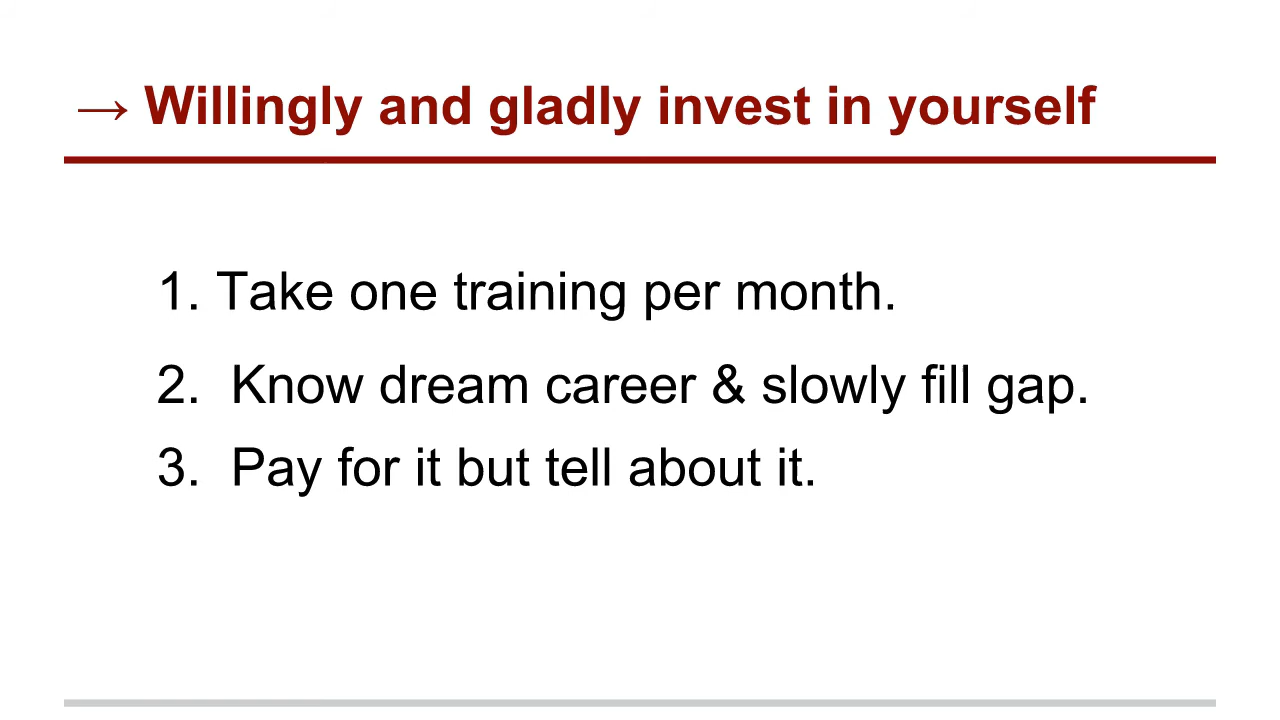 → Willingly and gladly invest in yourself
1. Take one training per month.
2. Know dream career & slowly fill gap.
3. Pay for it but tell about it.